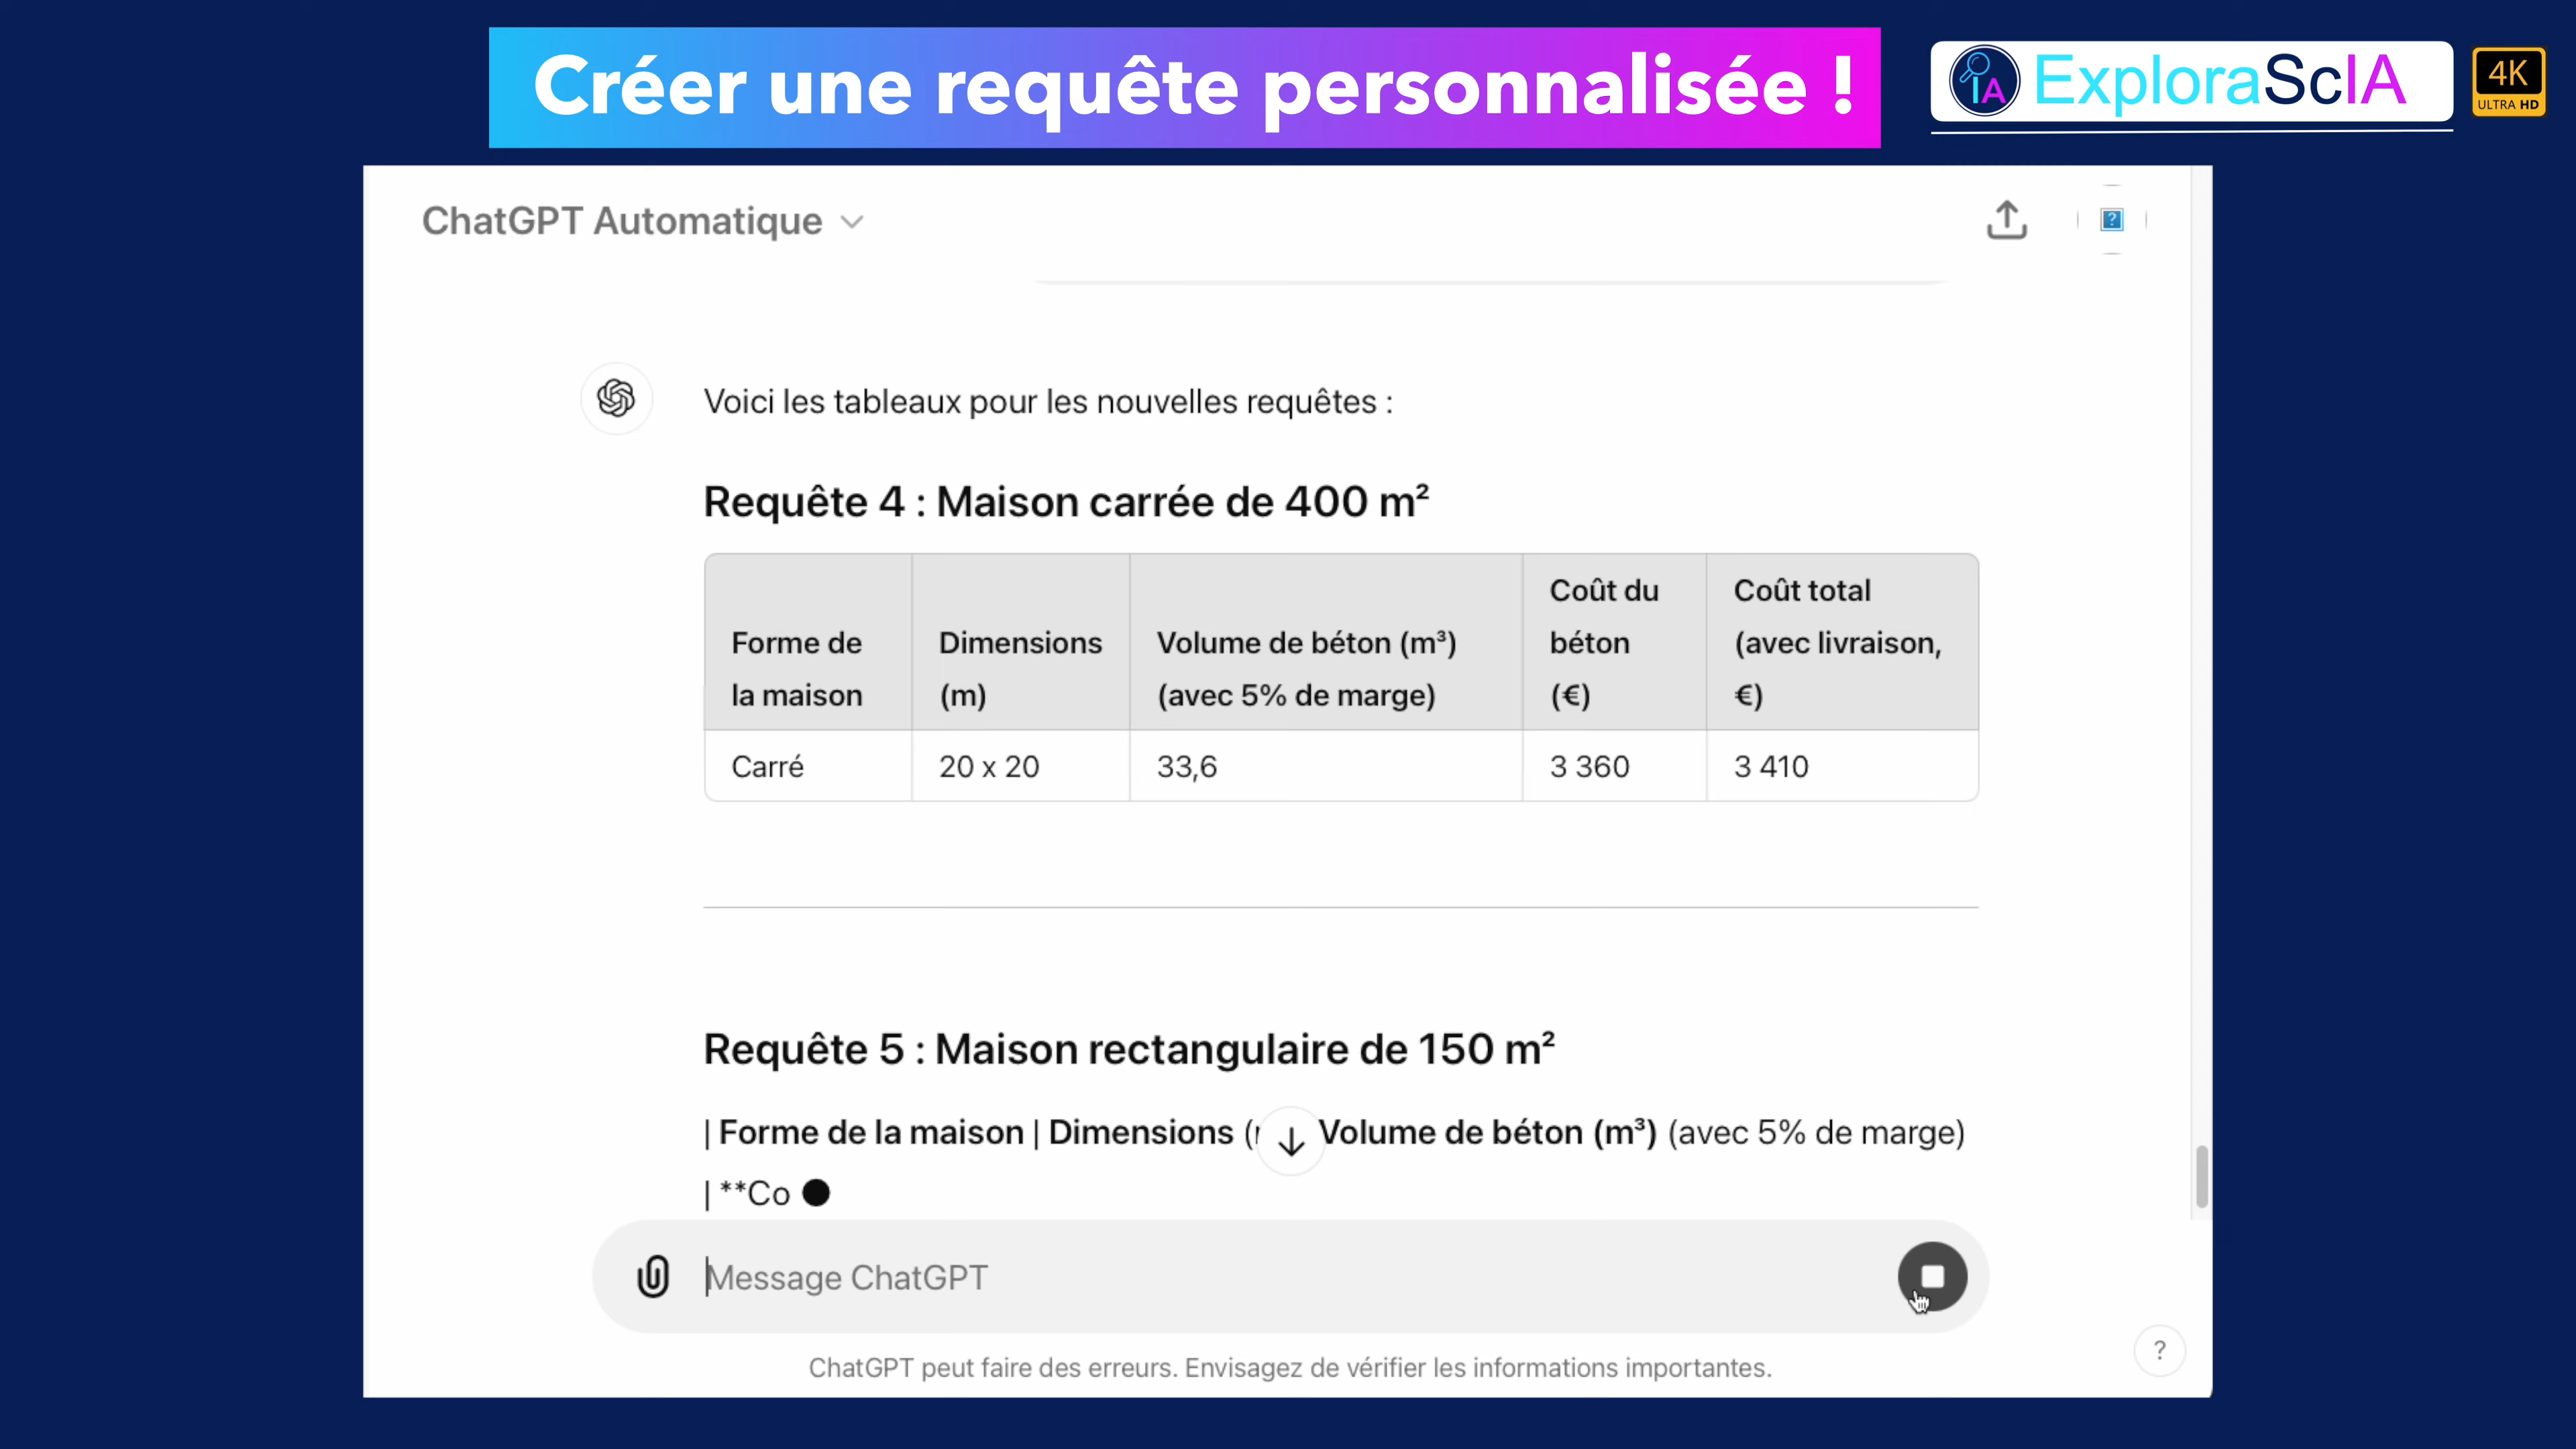 Créer une requête personnalisée !
IA ExploraScIA
4K
ULTRA HD
ChatGPT Automatique
?
Voici les tableaux pour les nouvelles requêtes :
Requête 4 : Maison carrée de 400 m²
Forme de la maison | Dimensions (m) | Volume de béton (m³) (avec 5% de marge) | Coût du béton (€) | Coût total (avec livraison, €)
Carré | 20 x 20 | 33,6 | 3 360 | 3 410
Requête 5 : Maison rectangulaire de 150 m²
| Forme de la maison | Dimensions ( Volume de béton (m³) (avec 5% de marge)
| **Co
Message ChatGPT
ChatGPT peut faire des erreurs. Envisagez de vérifier les informations importantes.
?